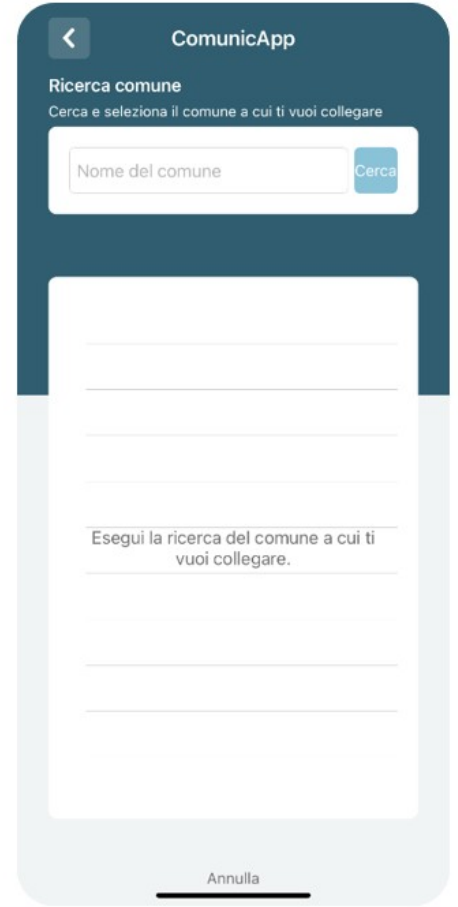 ComunicApp
Ricerca comune
Cerca e seleziona il comune a cui ti vuoi collegare
Nome del comune
Cerca
Esegui la ricerca del comune a cui ti
vuoi collegare.
Annulla